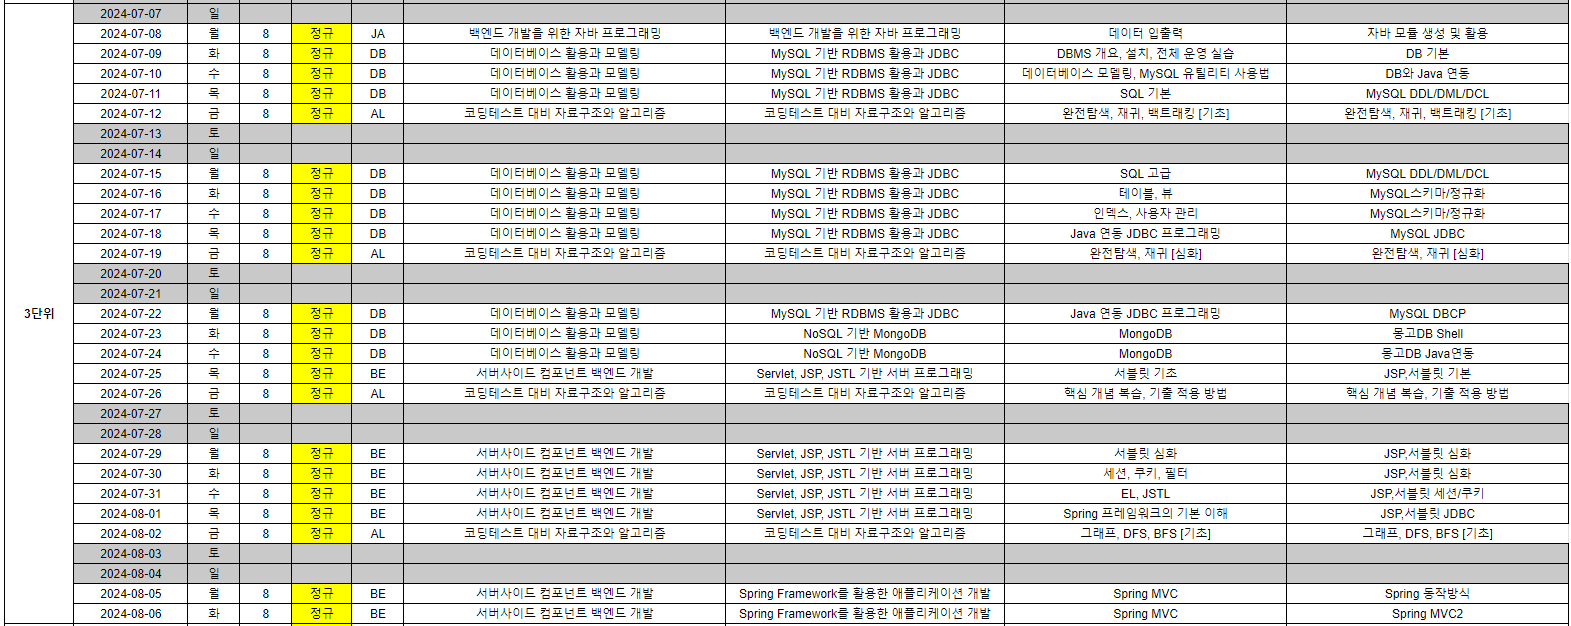 2024-07-07 일
2024-07-08 월 8 정규 JA 백엔드 개발을 위한 자바 프로그래밍 백엔드 개발을 위한 자바 프로그래밍 데이터 입출력 자바 모듈 생성 및 활용
2024-07-09 화 8 정규 DB 데이터베이스 활용과 모델링 MySQL 기반 RDBMS 활용과 JDBC DBMS 개요, 설치, 전체 운영 실습 DB 기본
2024-07-10 수 8 정규 DB 데이터베이스 활용과 모델링 MySQL 기반 RDBMS 활용과 JDBC 데이터베이스 모델링, MySQL 유틸리티 사용법 DB와 Java 연동
2024-07-11 목 8 정규 DB 데이터베이스 활용과 모델링 MySQL 기반 RDBMS 활용과 JDBC SQL 기본 MySQL DDL/DML/DCL
2024-07-12 금 8 정규 AL 코딩테스트 대비 자료구조와 알고리즘 코딩테스트 대비 자료구조와 알고리즘 완전탐색, 재귀, 백트래킹 [기초] 완전탐색, 재귀, 백트래킹 [기초]
2024-07-13 토
2024-07-14 일
2024-07-15 월 8 정규 DB 데이터베이스 활용과 모델링 MySQL 기반 RDBMS 활용과 JDBC SQL 고급 MySQL DDL/DML/DCL
2024-07-16 화 8 정규 DB 데이터베이스 활용과 모델링 MySQL 기반 RDBMS 활용과 JDBC 테이블, 뷰 MySQL스키마/정규화
2024-07-17 수 8 정규 DB 데이터베이스 활용과 모델링 MySQL 기반 RDBMS 활용과 JDBC 인덱스, 사용자 관리 MySQL스키마/정규화
2024-07-18 목 8 정규 DB 데이터베이스 활용과 모델링 MySQL 기반 RDBMS 활용과 JDBC Java 연동 JDBC 프로그래밍 MySQL JDBC
2024-07-19 금 8 정규 AL 코딩테스트 대비 자료구조와 알고리즘 코딩테스트 대비 자료구조와 알고리즘 완전탐색, 재귀 [심화] 완전탐색, 재귀 [심화]
2024-07-20 토
2024-07-21 일
3단위 2024-07-22 월 8 정규 DB 데이터베이스 활용과 모델링 MySQL 기반 RDBMS 활용과 JDBC Java 연동 JDBC 프로그래밍 MySQL DBCP
2024-07-23 화 8 정규 DB 데이터베이스 활용과 모델링 NoSQL 기반 MongoDB MongoDB 몽고DB Shell
2024-07-24 수 8 정규 DB 데이터베이스 활용과 모델링 NoSQL 기반 MongoDB MongoDB 몽고DB Java연동
2024-07-25 목 8 정규 BE 서버사이드 컴포넌트 백엔드 개발 Servlet, JSP, JSTL 기반 서버 프로그래밍 서블릿 기초 JSP,서블릿 기본
2024-07-26 금 8 정규 AL 코딩테스트 대비 자료구조와 알고리즘 코딩테스트 대비 자료구조와 알고리즘 핵심 개념 복습, 기출 적용 방법 핵심 개념 복습, 기출 적용 방법
2024-07-27 토
2024-07-28 일
2024-07-29 월 8 정규 BE 서버사이드 컴포넌트 백엔드 개발 Servlet, JSP, JSTL 기반 서버 프로그래밍 서블릿 심화 JSP,서블릿 심화
2024-07-30 화 8 정규 BE 서버사이드 컴포넌트 백엔드 개발 Servlet, JSP, JSTL 기반 서버 프로그래밍 세션, 쿠키, 필터 JSP,서블릿 심화
2024-07-31 수 8 정규 BE 서버사이드 컴포넌트 백엔드 개발 Servlet, JSP, JSTL 기반 서버 프로그래밍 EL, JSTL JSP,서블릿 세션/쿠키
2024-08-01 목 8 정규 BE 서버사이드 컴포넌트 백엔드 개발 Servlet, JSP, JSTL 기반 서버 프로그래밍 Spring 프레임워크의 기본 이해 JSP,서블릿 JDBC
2024-08-02 금 8 정규 AL 코딩테스트 대비 자료구조와 알고리즘 코딩테스트 대비 자료구조와 알고리즘 그래프, DFS, BFS [기초] 그래프, DFS, BFS [기초]
2024-08-03 토
2024-08-04 일
2024-08-05 월 8 정규 BE 서버사이드 컴포넌트 백엔드 개발 Spring Framework를 활용한 애플리케이션 개발 Spring MVC Spring 동작방식
2024-08-06 화 8 정규 BE 서버사이드 컴포넌트 백엔드 개발 Spring Framework를 활용한 애플리케이션 개발 Spring MVC Spring MVC2